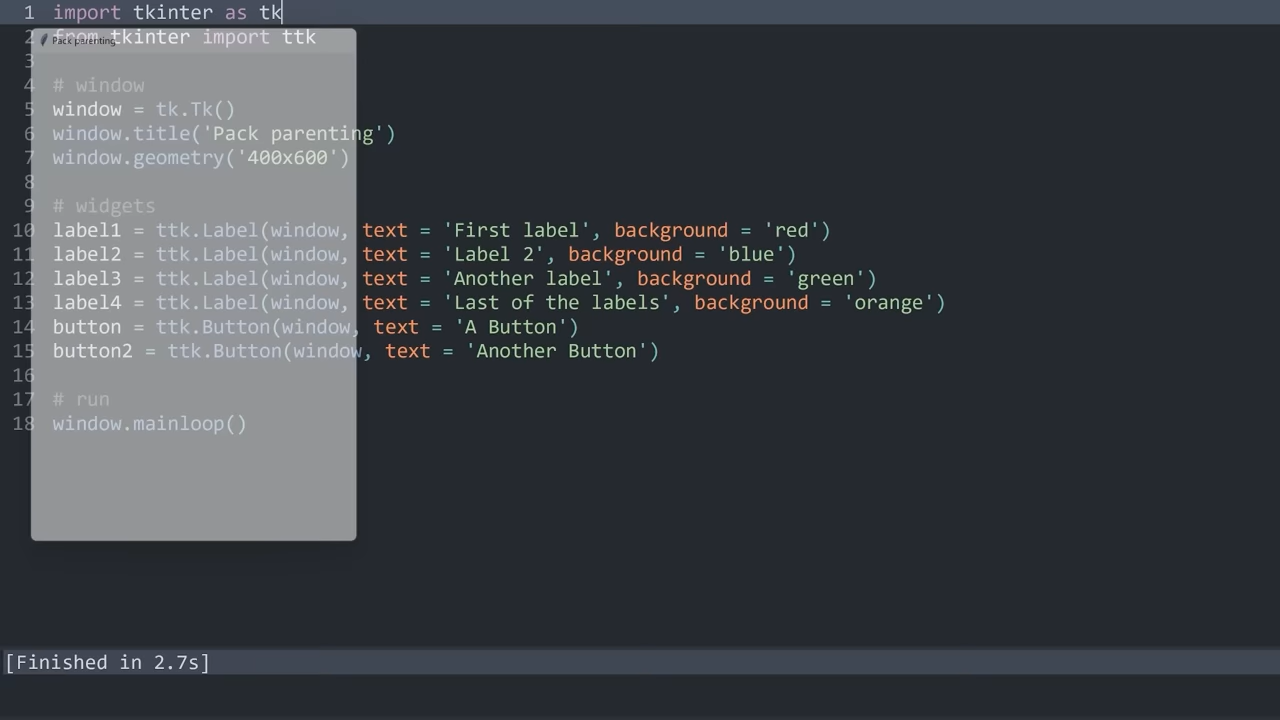 1 import tkinter as tk
Pack parenting
2 from tkinter import ttk
3
4 # window
5 window = tk.Tk()
6 window.title('Pack parenting')
7 window.geometry('400x600')
8
9 # widgets
10 label1 = ttk.Label(window, text = 'First label', background = 'red')
11 label2 = ttk.Label(window, text = 'Label 2', background = 'blue')
12 label3 = ttk.Label(window, text = 'Another label', background = 'green')
13 label4 = ttk.Label(window, text = 'Last of the labels', background = 'orange')
14 button = ttk.Button(window, text = 'A Button')
15 button2 = ttk.Button(window, text = 'Another Button')
16
17 # run
18 window.mainloop()
[Finished in 2.7s]